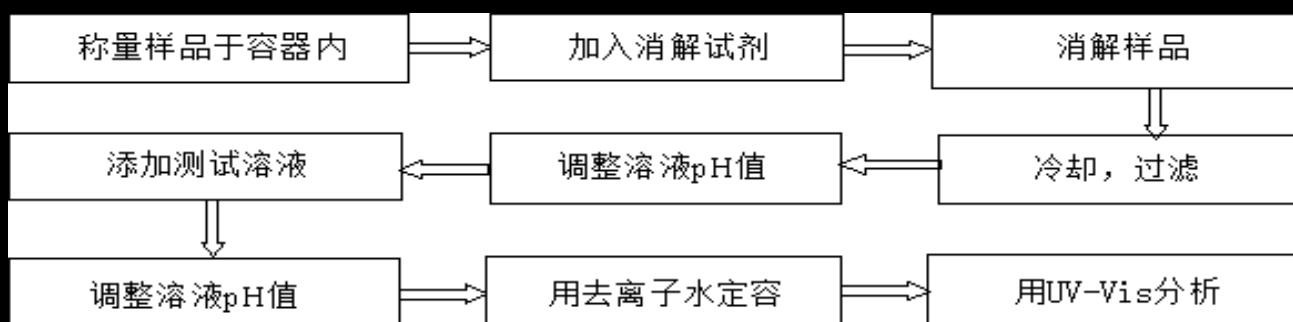 称量样品于容器内
加入消解试剂
消解样品
冷却，过滤
调整溶液pH值
添加测试溶液
调整溶液pH值
用去离子水定容
用UV-Vis分析